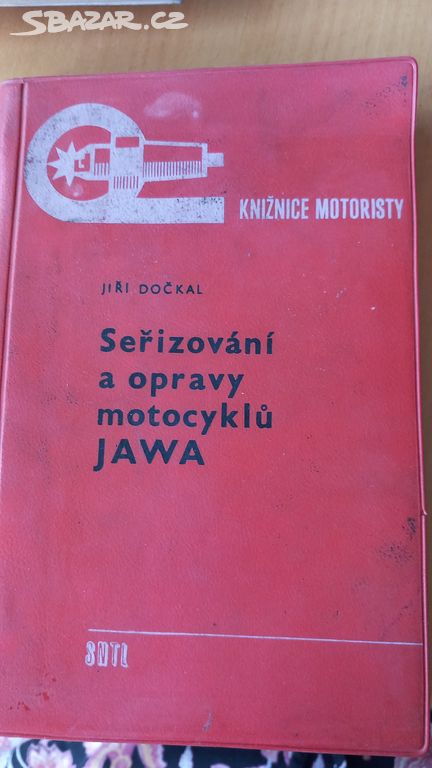 SBAZAR.CZ
KNIŽNICE MOTORISTY
JIŘÍ DOČKAL
Seřizování
a opravy
motocyklů
JAWA
SNTL